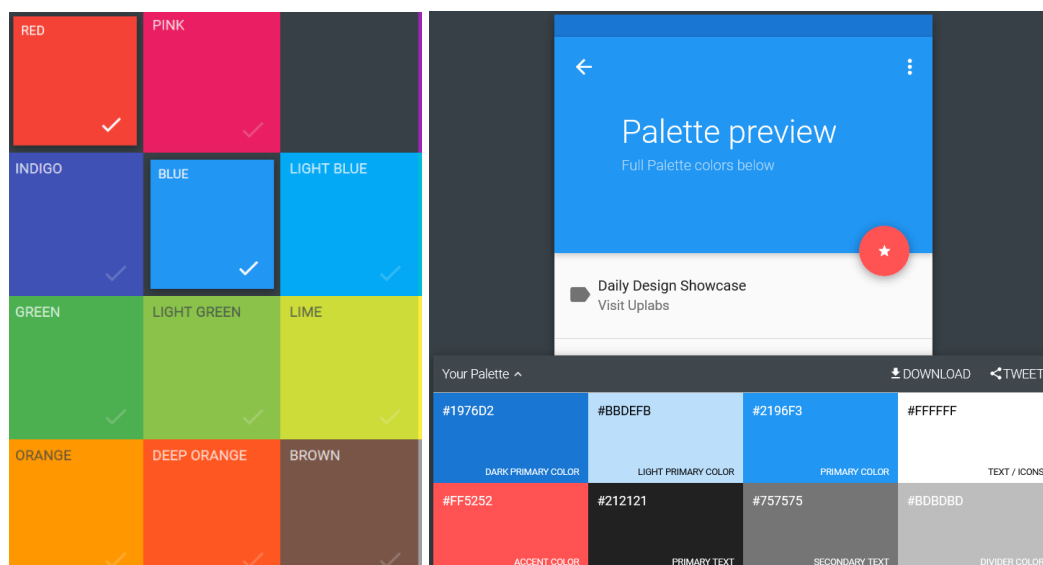 RED
PINK
INDIGO
BLUE
LIGHT BLUE
GREEN
LIGHT GREEN
LIME
ORANGE
DEEP ORANGE
BROWN
Palette preview
Full Palette colors below
Daily Design Showcase
Visit Uplabs
Your Palette
DOWNLOAD
TWEET
#1976D2
DARK PRIMARY COLOR
#BBDEFB
LIGHT PRIMARY COLOR
#2196F3
PRIMARY COLOR
#FFFFFF
TEXT / ICONS
#FF5252
ACCENT COLOR
#212121
PRIMARY TEXT
#757575
SECONDARY TEXT
#BDBDBD
DIVIDER COLOR